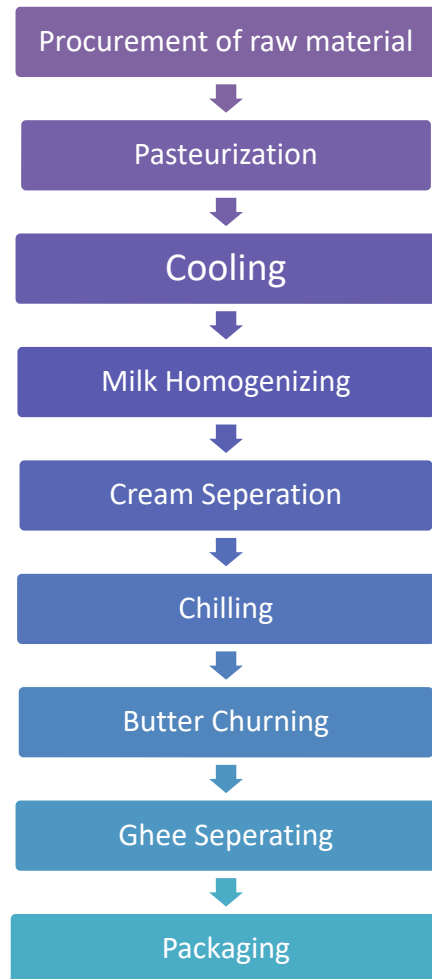 Procurement of raw material
Pasteurization
Cooling
Milk Homogenizing
Cream Seperation
Chilling
Butter Churning
Ghee Seperating
Packaging